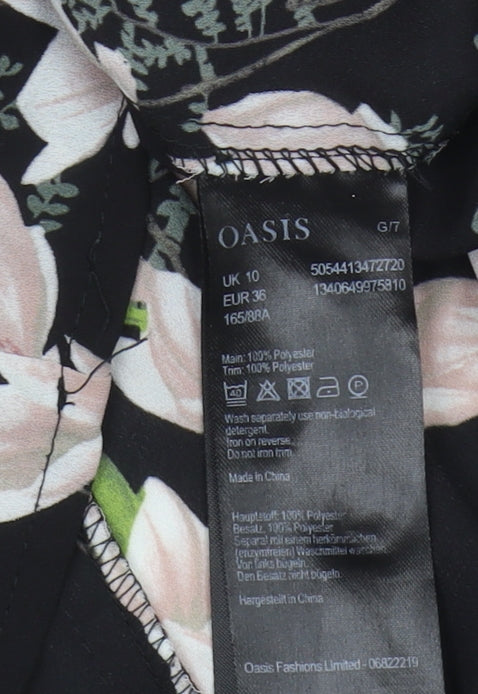 OASIS
G/7
UK 10
EUR 36
165/88A
5054413472720
1340649975810
Main: 100% Polyester
Trim: 100% Polyester
40
P
Wash separately use non-biological
detergent.
Iron on reverse.
Do not iron trim.
Made in China
Hauptstoff: 100% Polyester
Besatz: 100% Polyester
Separat mit einem herkömmlichen
(enzymfreien) Waschmittel waschen.
Von links bügeln.
Den Besatz nicht bügeln.
Hergestellt in China
Oasis Fashions Limited - 06822219